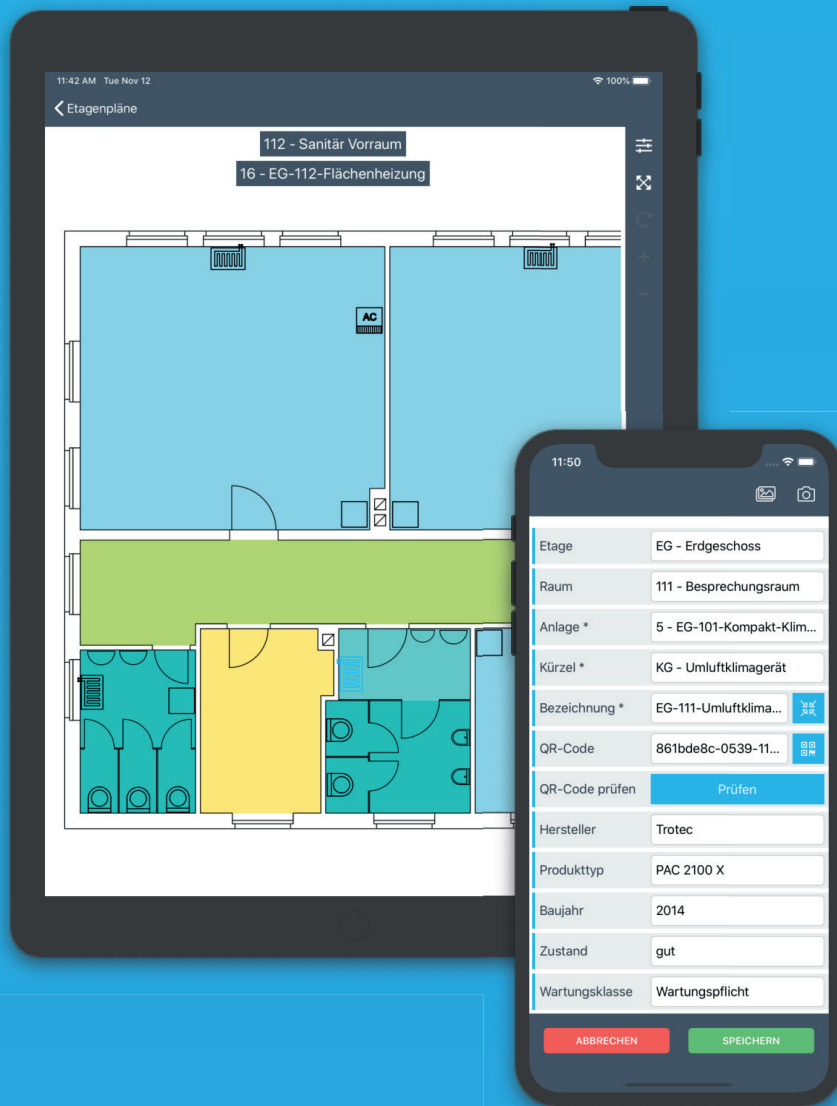 11:42 AM Tue Nov 12
100%
Etagenpläne
112 - Sanitär Vorraum
16 - EG-112-Flächenheizung
AC
11:50
Etage EG - Erdgeschoss
Raum 111 - Besprechungsraum
Anlage * 5 - EG-101-Kompakt-Klim...
Kürzel * KG - Umluftklimagerät
Bezeichnung * EG-111-Umluftklima...
QR-Code 861bde8c-0539-11...
QR-Code prüfen Prüfen
Hersteller Trotec
Produkttyp PAC 2100 X
Baujahr 2014
Zustand gut
Wartungsklasse Wartungspflicht
ABBRECHEN SPEICHERN